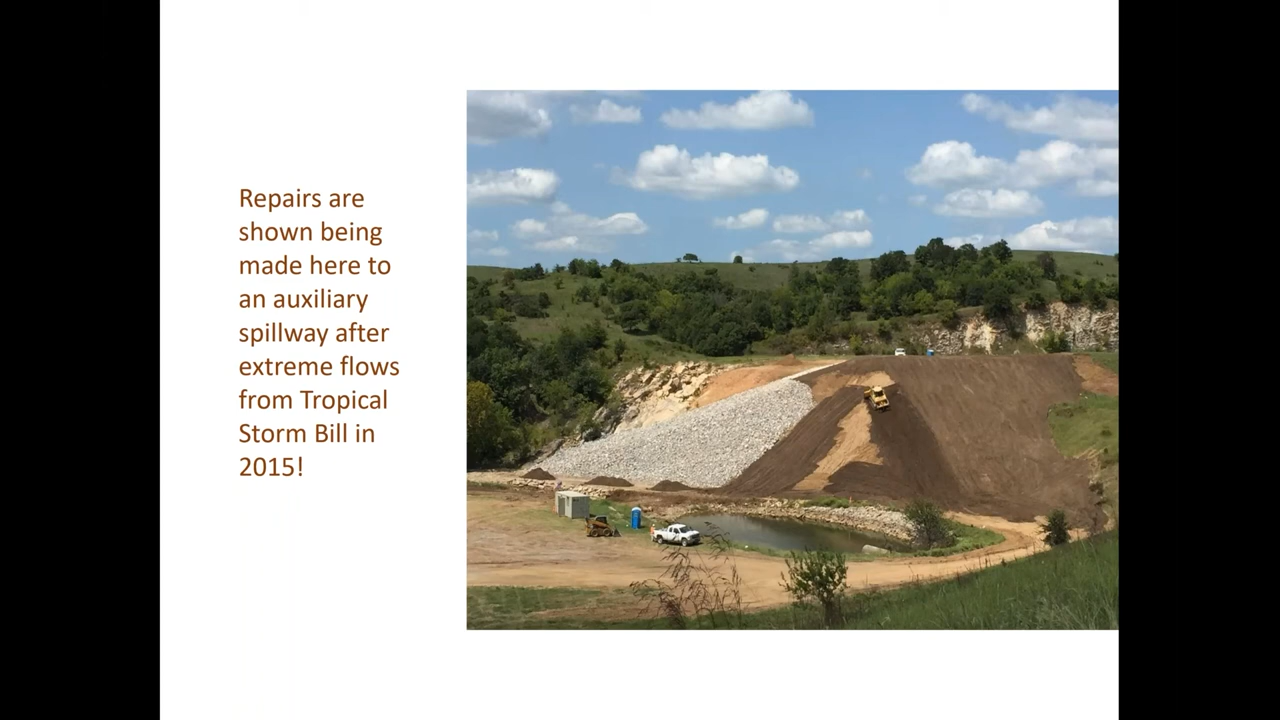 Repairs are
shown being
made here to
an auxiliary
spillway after
extreme flows
from Tropical
Storm Bill in
2015!